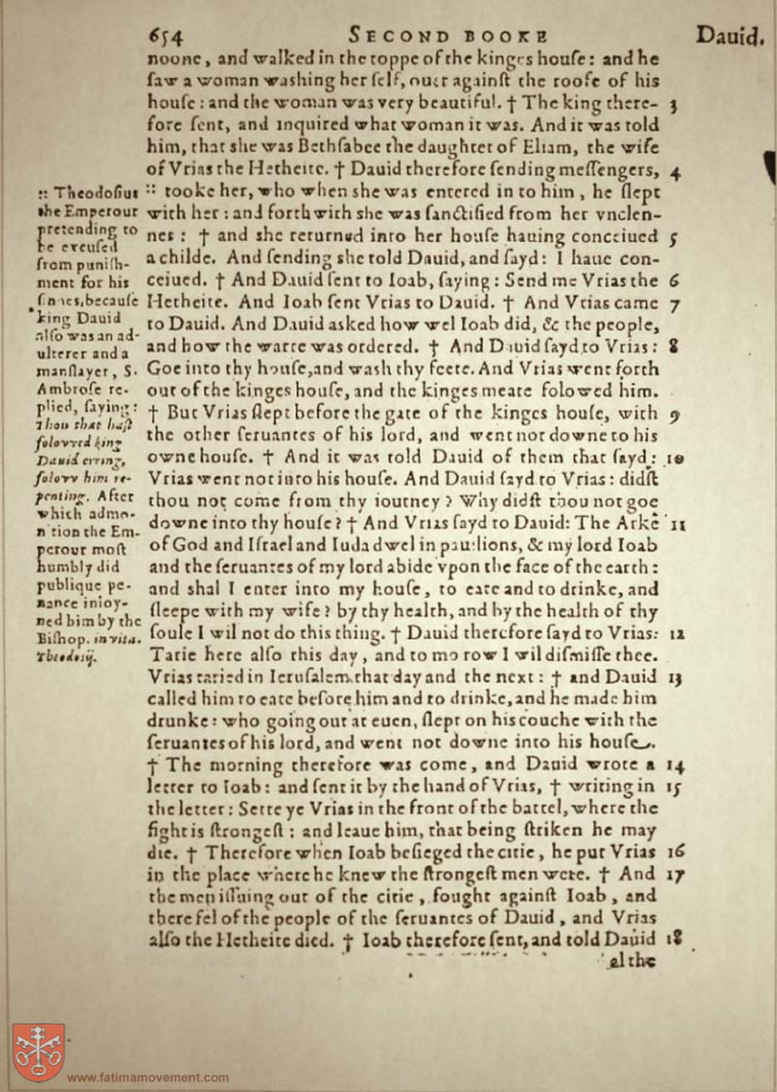 654 SECOND BOOKE Dauid.
noone, and walked in the toppe of the kinges houſe: and he
ſaw a woman waſhing her ſelf, ouer againſt the rooſe of his
houſe: and the woman was very beautiful. † The king there- 3
fore ſent, and inquired what woman it was. And it was told
him, that ſhe was Bethſabee the daughter of Eliam, the wife
of Vrias the Hetheite. † Dauid therefore ſending meſſengers, 4
:: tooke her, who when ſhe was entered in to him, he ſlept
with her: and forthwith ſhe was ſanctified from her vnclen-
nes: † and ſhe returned into her houſe hauing conceiued 5
a childe. And ſending ſhe told Dauid, and ſayd: I haue con-
ceiued. † And Dauid ſent to Ioab, ſaying: Send me Vrias the 6
Hetheite. And Ioab ſent Vrias to Dauid. † And Vrias came 7
to Dauid. And Dauid asked how wel Ioab did, & the people,
and how the warre was ordered. † And Dauid ſayd to Vrias: 8
Goe into thy houſe, and waſh thy feete. And Vrias went forth
out of the kinges houſe, and the kinges meate folowed him.
† But Vrias ſlept before the gate of the kinges houſe, with 9
the other ſeruantes of his lord, and went not downe to his
owne houſe. † And it was told Dauid of them that ſayd: 10
Vrias went not into his houſe. And Dauid ſayd to Vrias: didſt
thou not come from thy iourney? Why didſt thou not goe
downe into thy houſe? † And Vrias ſayd to Dauid: The Arke 11
of God and Iſrael and Iuda dwel in pauilions, & my lord Ioab
and the ſeruantes of my lord abide vpon the face of the earth:
and shal I enter into my houſe, to eate and to drinke, and
ſleepe with my wife? by thy health, and by the health of thy
ſoule I wil not do this thing. † Dauid therefore ſayd to Vrias: 12
Tarie here alſo this day, and to morow I wil diſmiſſe thee.
Vrias taried in Ieruſalem that day and the next: † and Dauid 13
called him to eate before him and to drinke, and he made him
drunke: who going out at euen, ſlept on his couche with the
ſeruantes of his lord, and went not downe into his houſe.
† The morning therefore was come, and Dauid wrote a 14
letter to Ioab: and ſent it by the hand of Vrias, † writing in 15
the letter: Sette ye Vrias in the front of the battel, where the
fight is ſtrongeſt: and leaue him, that being ſtriken he may
die. † Therefore when Ioab beſieged the citie, he put Vrias 16
in the place where he knew the ſtrongeſt men were. † And 17
the men iſſuing out of the citie, fought againſt Ioab, and
there fel of the people of the ſeruantes of Dauid, and Vrias
alſo the Hetheite died. † Ioab therefore ſent, and told Dauid 18
al the
:: Theodoſius
the Emperour
pretending to
be excuſed
from puniſh-
ment for his
ſinnes, becauſe
king Dauid
alſo was an ad-
ulterer and a
manſlayer, S.
Ambroſe re-
plied, ſaying:
Thou that haſt
folovved king
Dauid erring,
folovv him re-
penting. After
which admo-
nition the Em-
perour moſt
humbly did
publique pe-
nance inioy-
ned him by the
Biſhop. in vita.
Theodoſij.
www.fatimamovement.com